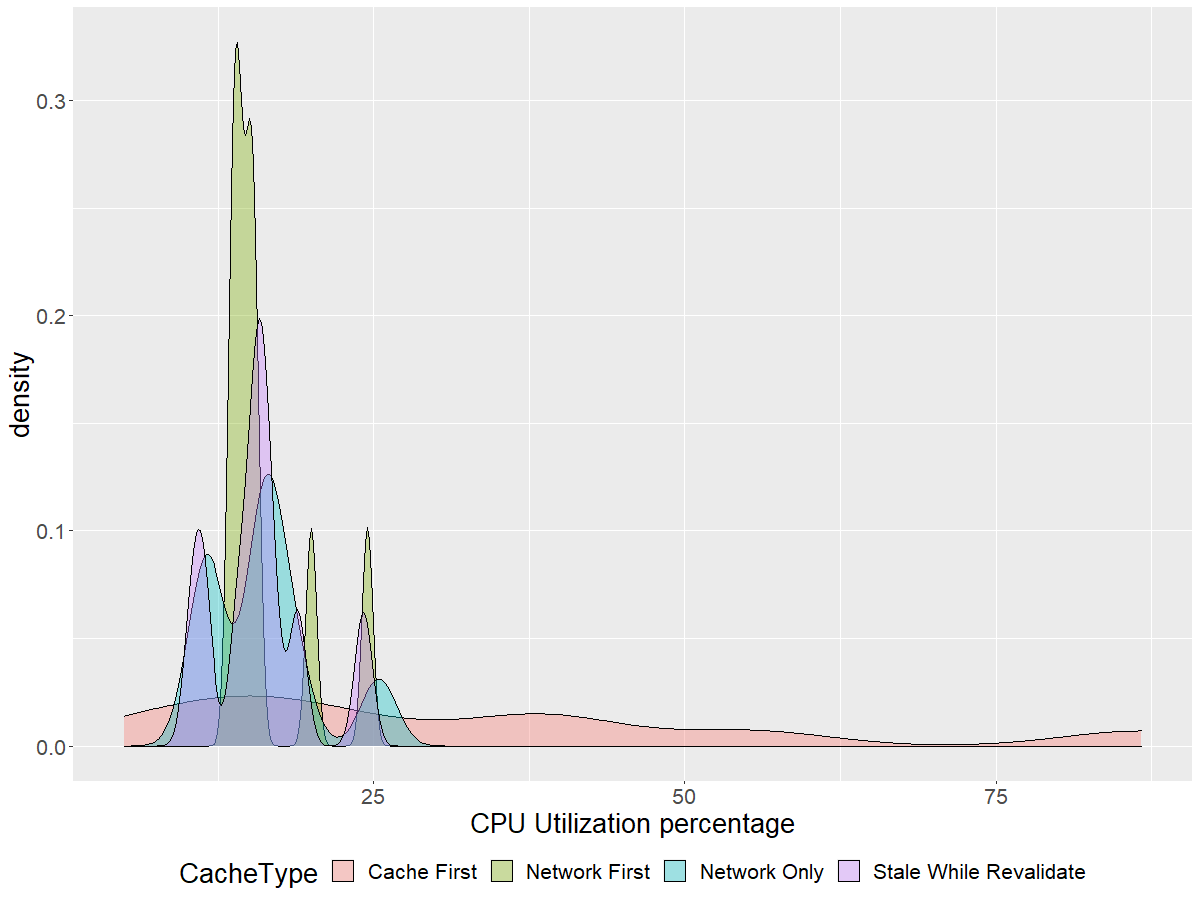 0.3
0.2
0.1
0.0
density
25 50 75
CPU Utilization percentage
CacheType Cache First Network First Network Only Stale While Revalidate